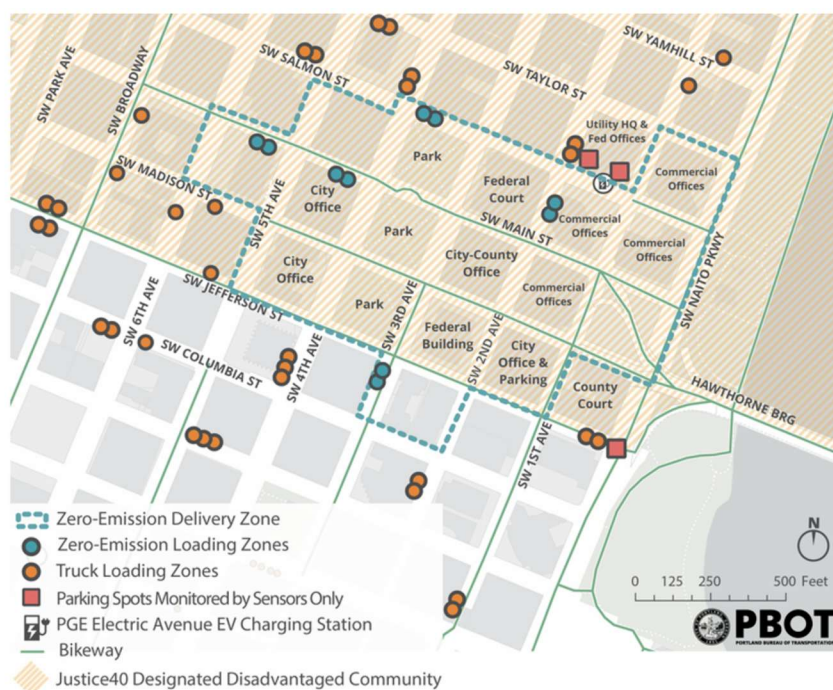 SW PARK AVE
SW BROADWAY
SW SALMON ST
SW TAYLOR ST
SW YAMHILL ST
Utility HQ &
Fed Offices
Park
Commercial
Offices
SW MADISON ST
City
Office
SW 5TH AVE
Federal
Court
SW MAIN ST
Commercial
Offices
Park
Commercial
Offices
City
Office
City-County
Office
Commercial
Offices
SW NAITO PKWY
SW JEFFERSON ST
Park
SW 3RD AVE
SW 6TH AVE
Federal
Building
SW 2ND AVE
City
Office &
Parking
SW COLUMBIA ST
SW 4TH AVE
County
Court
HAWTHORNE BRG
SW 1ST AVE
Zero-Emission Delivery Zone
Zero-Emission Loading Zones
Truck Loading Zones
Parking Spots Monitored by Sensors Only
PGE Electric Avenue EV Charging Station
Bikeway
Justice40 Designated Disadvantaged Community
N
0 125 250 500 Feet
PBOT
PORTLAND BUREAU OF TRANSPORTATION